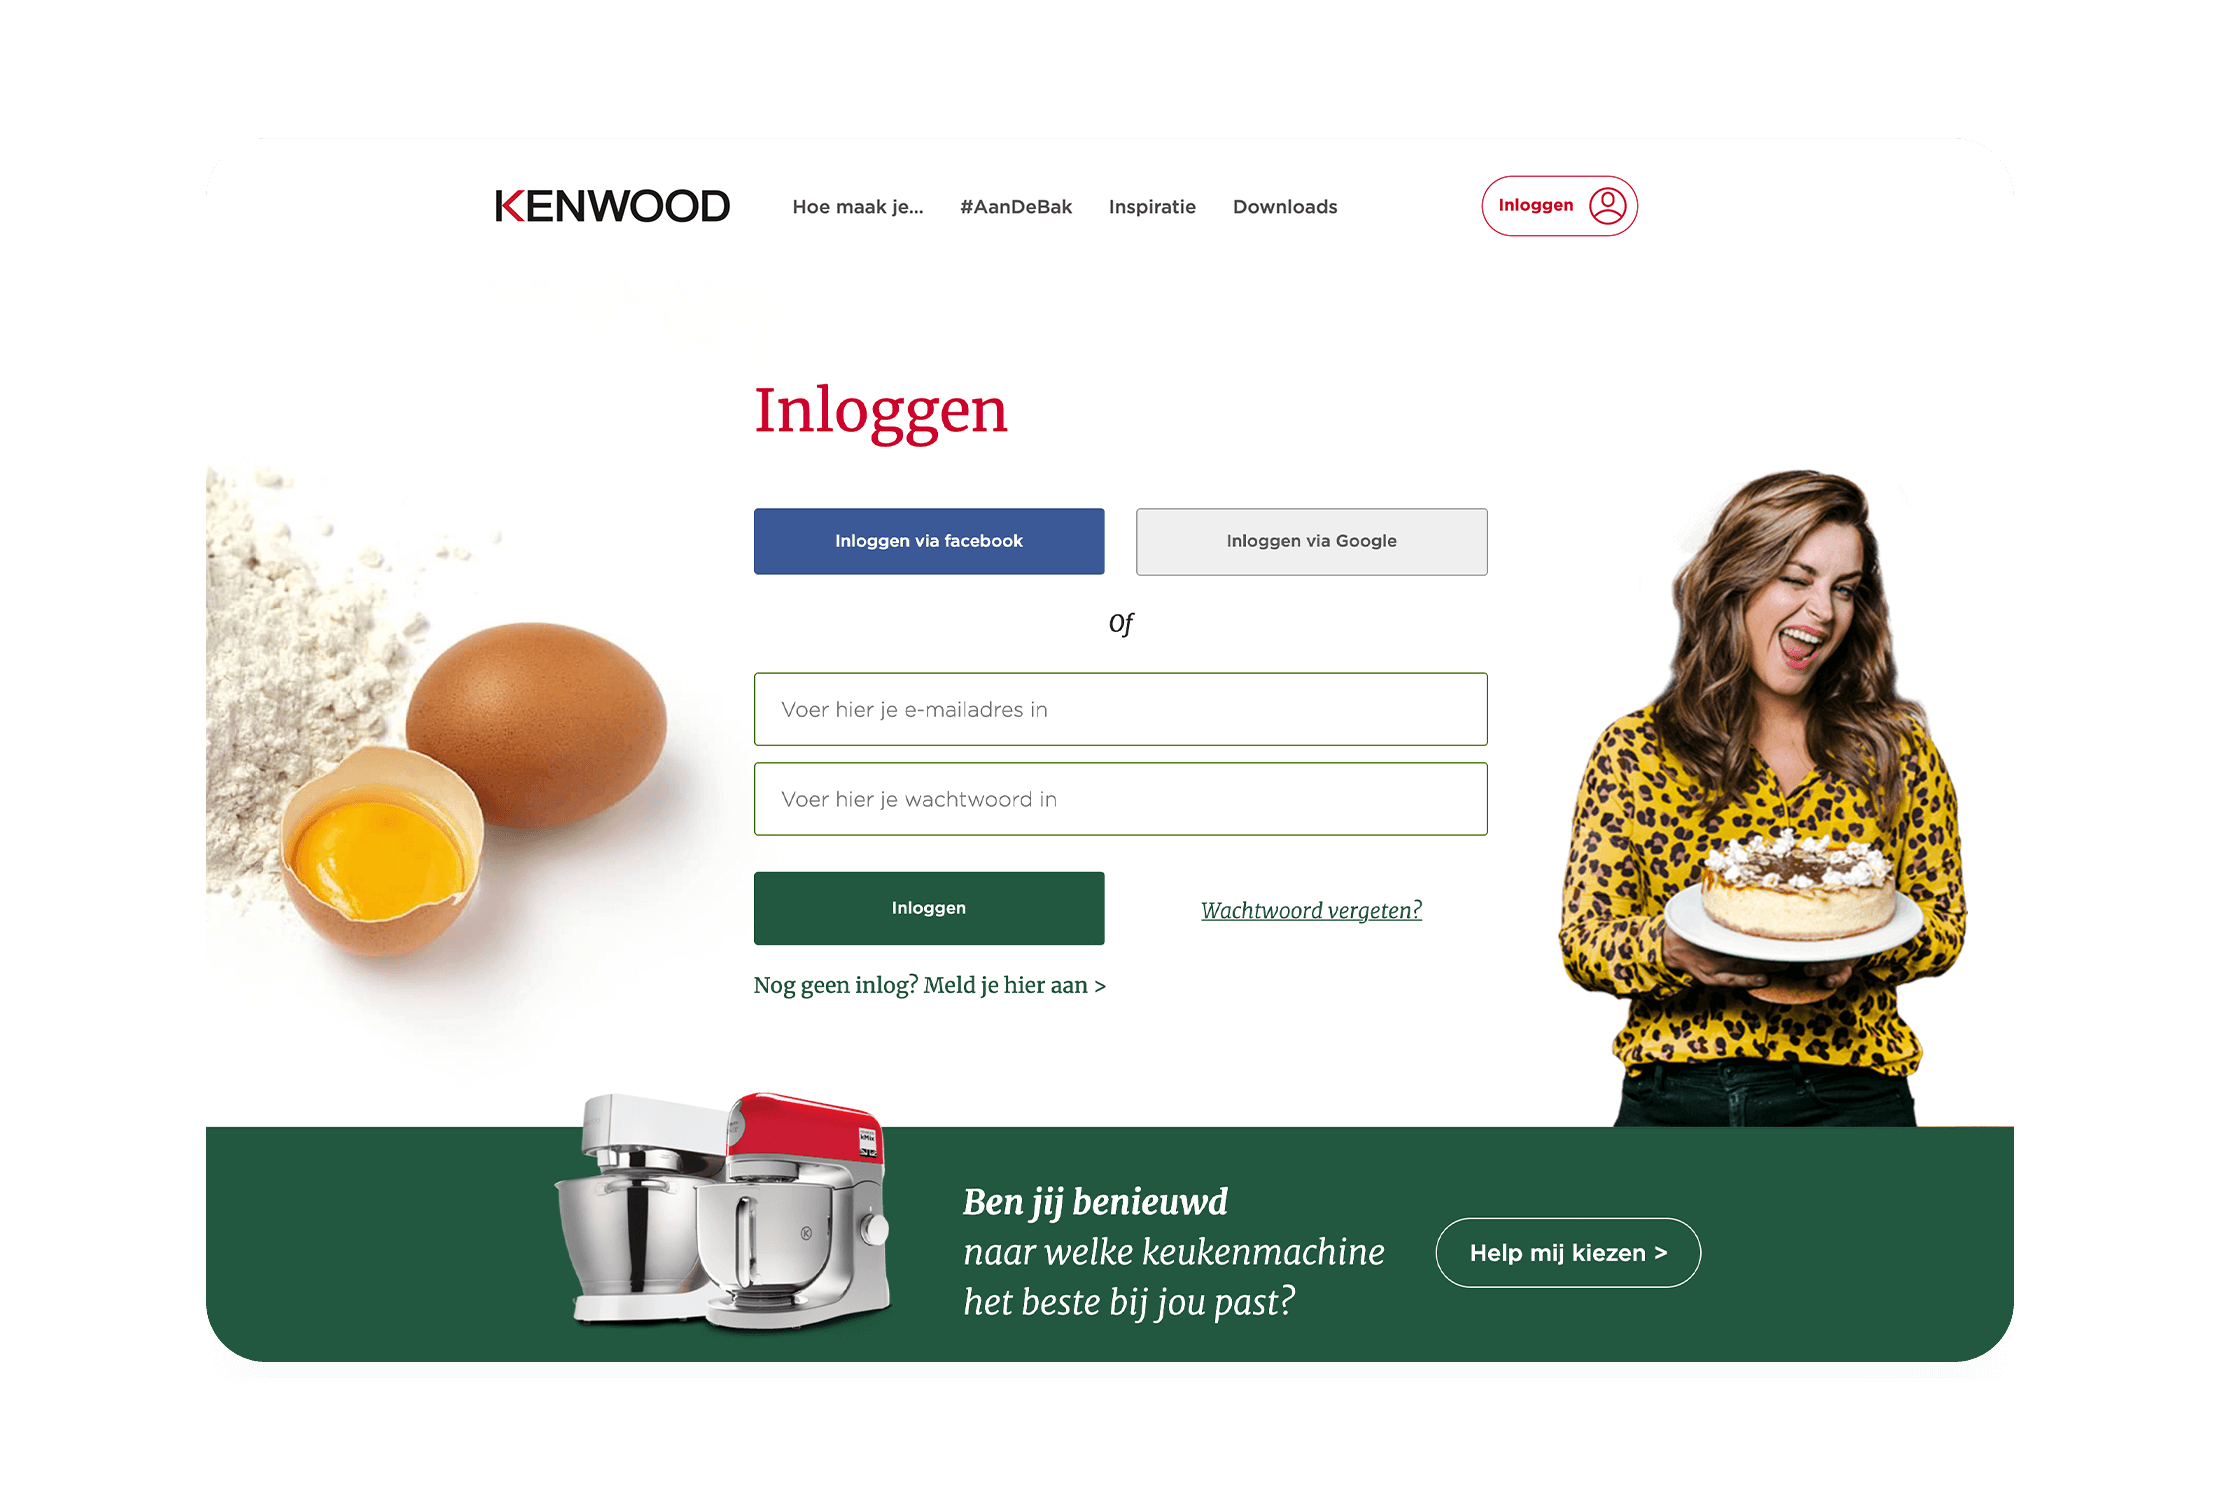 KENWOOD
Hoe maak je...
#AanDeBak
Inspiratie
Downloads
Inloggen
Inloggen
Inloggen via facebook
Inloggen via Google
Of
Voer hier je e-mailadres in
Voer hier je wachtwoord in
Inloggen
Wachtwoord vergeten?
Nog geen inlog? Meld je hier aan >
kMix
K
Ben jij benieuwd
naar welke keukenmachine
het beste bij jou past?
Help mij kiezen >